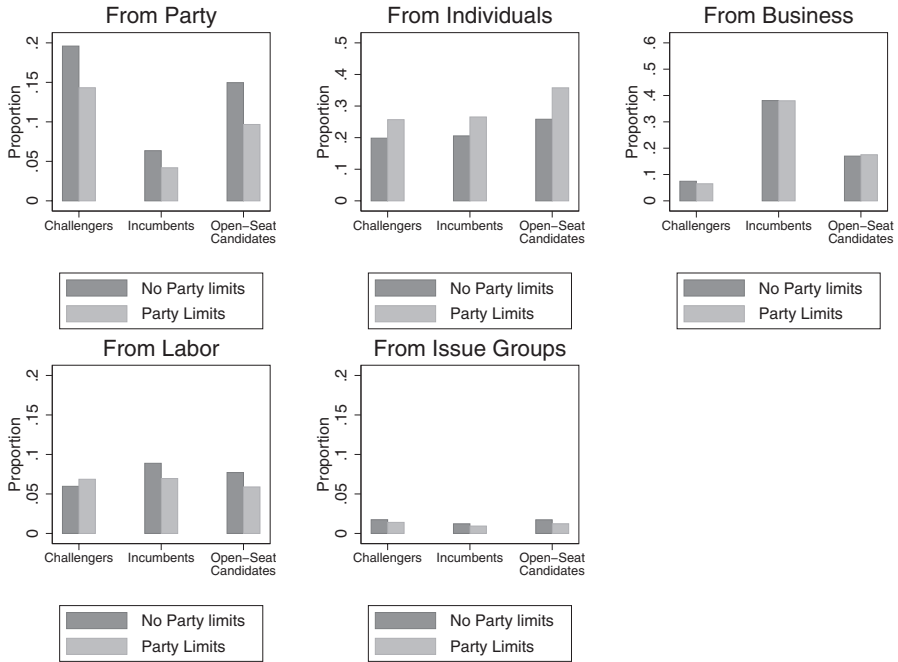 From Party
Proportion
.2
.15
.1
.05
0
Challengers Incumbents Open–Seat
Candidates
No Party limits
Party Limits
From Individuals
Proportion
.5
.4
.3
.2
.1
0
Challengers Incumbents Open–Seat
Candidates
No Party limits
Party Limits
From Business
Proportion
.6
.5
.4
.3
.2
.1
0
Challengers Incumbents Open–Seat
Candidates
No Party limits
Party Limits
From Labor
Proportion
.2
.15
.1
.05
0
Challengers Incumbents Open–Seat
Candidates
No Party limits
Party Limits
From Issue Groups
Proportion
.2
.15
.1
.05
0
Challengers Incumbents Open–Seat
Candidates
No Party limits
Party Limits